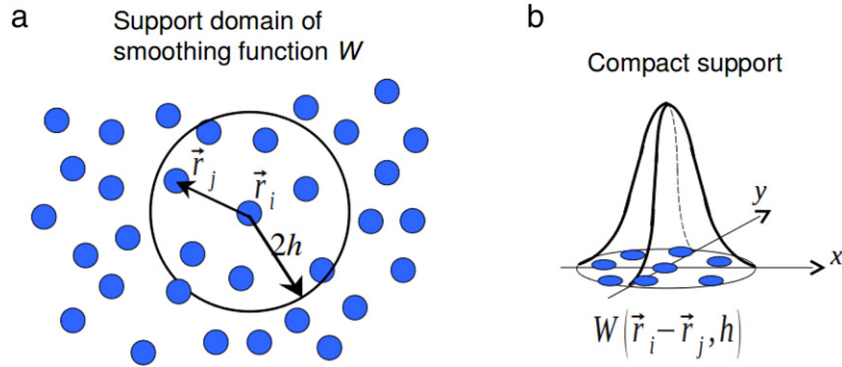 a
Support domain of
smoothing function W
r⃗ j
r⃗ i
2h
b
Compact support
y
x
W(r⃗ i−r⃗ j,h)